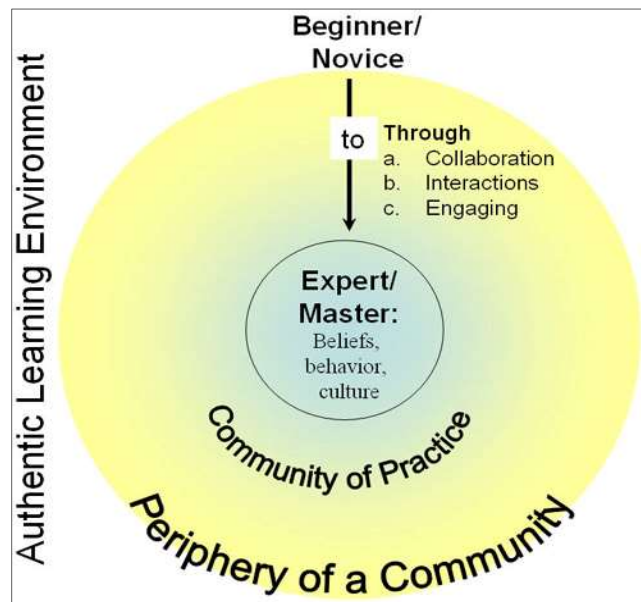 Beginner/
Novice
to
Through
a. Collaboration
b. Interactions
c. Engaging
Expert/
Master:
Beliefs,
behavior,
culture
Community of Practice
Periphery of a Community
Authentic Learning Environment